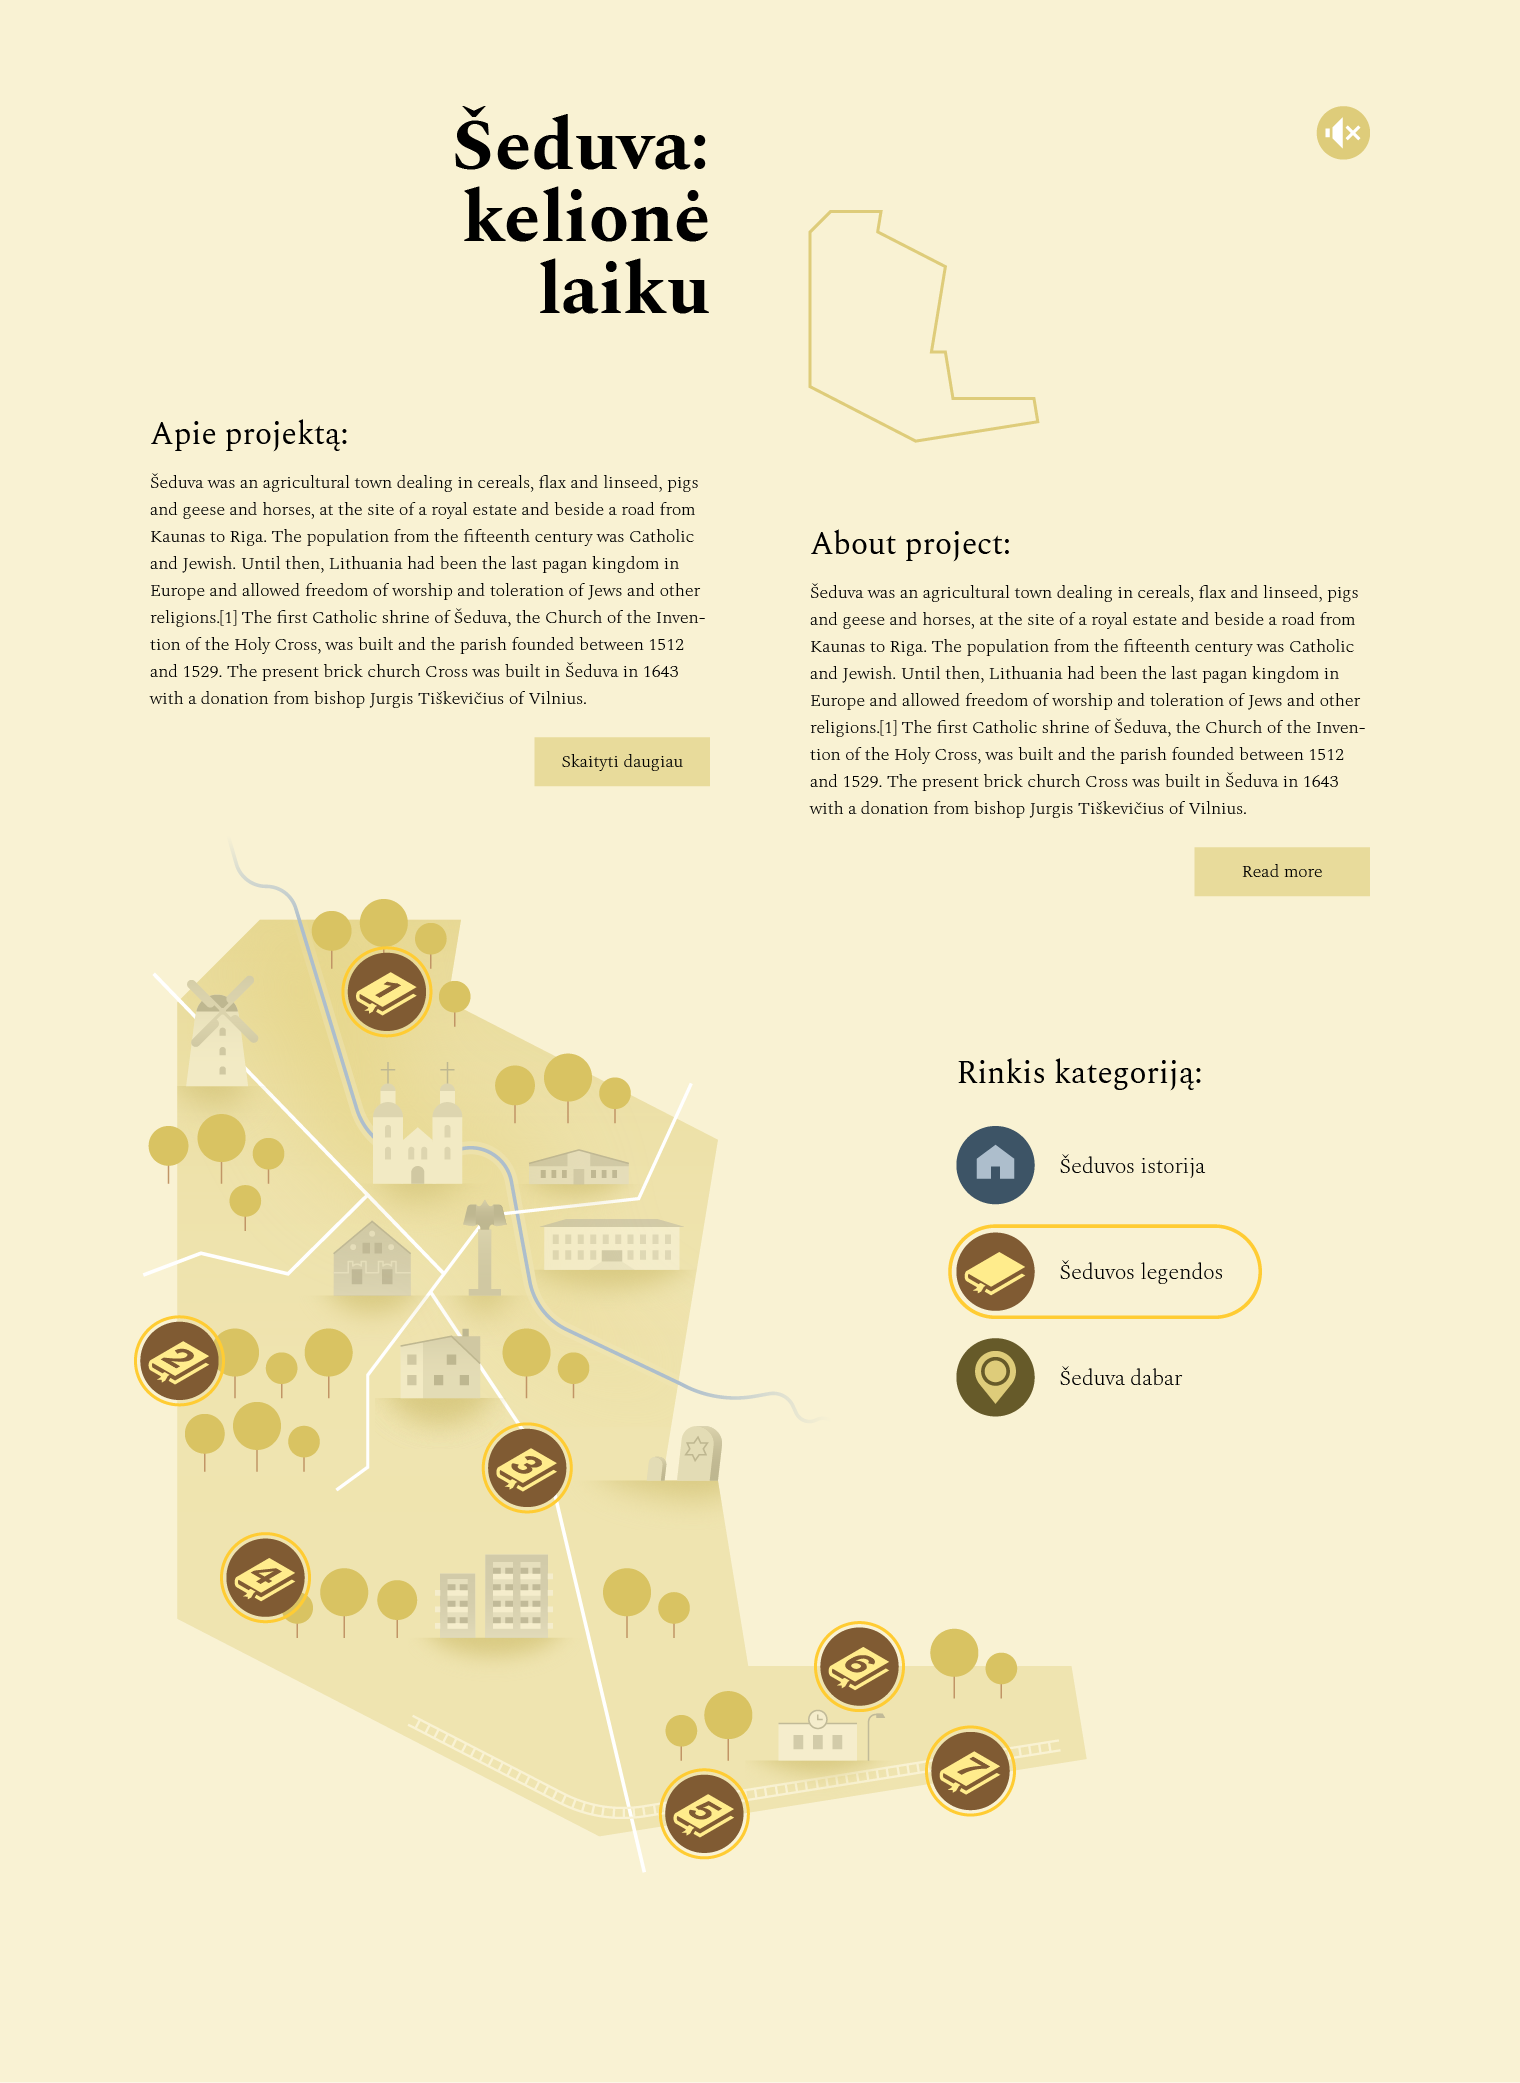 Šeduva:
kelionė
laiku
Apie projektą:
Šeduva was an agricultural town dealing in cereals, flax and linseed, pigs
and geese and horses, at the site of a royal estate and beside a road from
Kaunas to Riga. The population from the fifteenth century was Catholic
and Jewish. Until then, Lithuania had been the last pagan kingdom in
Europe and allowed freedom of worship and toleration of Jews and other
religions.[1] The first Catholic shrine of Šeduva, the Church of the Inven-
tion of the Holy Cross, was built and the parish founded between 1512
and 1529. The present brick church Cross was built in Šeduva in 1643
with a donation from bishop Jurgis Tiškevičius of Vilnius.
Skaityti daugiau
About project:
Šeduva was an agricultural town dealing in cereals, flax and linseed, pigs
and geese and horses, at the site of a royal estate and beside a road from
Kaunas to Riga. The population from the fifteenth century was Catholic
and Jewish. Until then, Lithuania had been the last pagan kingdom in
Europe and allowed freedom of worship and toleration of Jews and other
religions.[1] The first Catholic shrine of Šeduva, the Church of the Inven-
tion of the Holy Cross, was built and the parish founded between 1512
and 1529. The present brick church Cross was built in Šeduva in 1643
with a donation from bishop Jurgis Tiškevičius of Vilnius.
Read more
1
2
3
4
5
6
7
Rinkis kategoriją:
Šeduvos istorija
Šeduvos legendos
Šeduva dabar